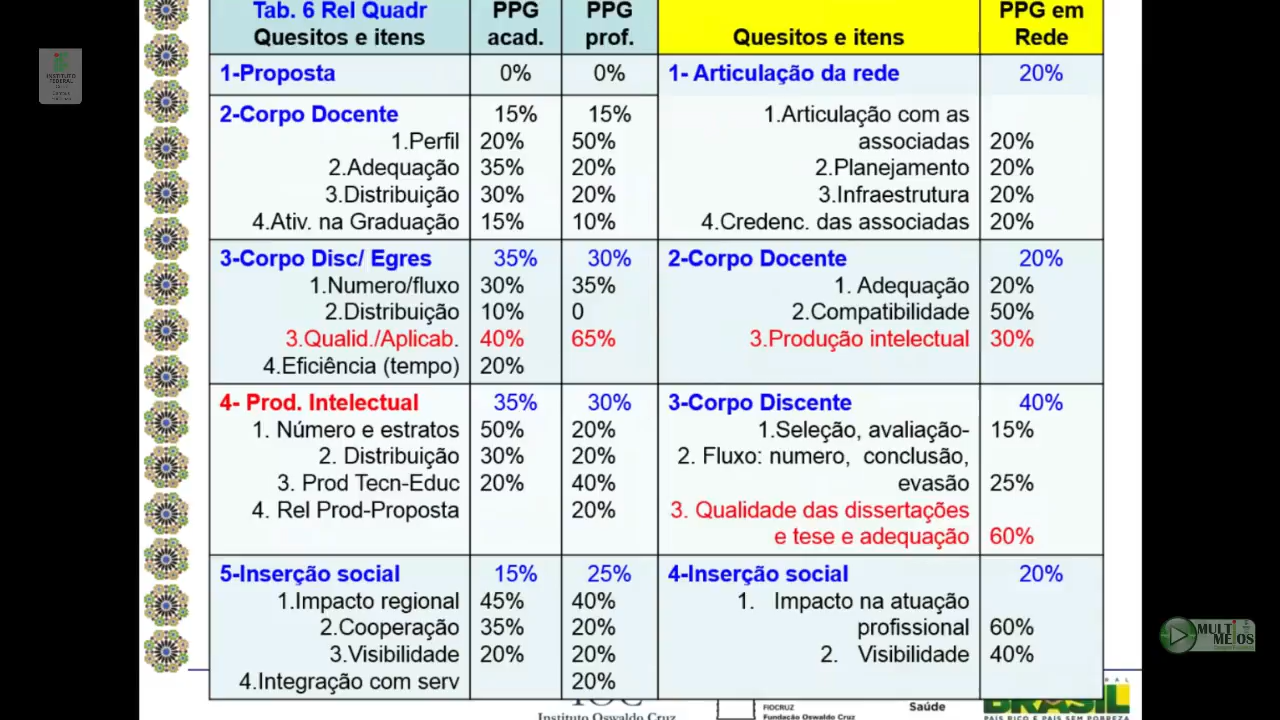 Tab. 6 Rel Quadr
Quesitos e itens
PPG
acad.
PPG
prof.
Quesitos e itens
PPG em
Rede
1-Proposta 0% 0%
1- Articulação da rede 20%
2-Corpo Docente 15% 15%
1.Perfil 20% 50%
2.Adequação 35% 20%
3.Distribuição 30% 20%
4.Ativ. na Graduação 15% 10%
1.Articulação com as
associadas 20%
2.Planejamento 20%
3.Infraestrutura 20%
4.Credenc. das associadas 20%
3-Corpo Disc/ Egres 35% 30%
1.Numero/fluxo 30% 35%
2.Distribuição 10% 0
3.Qualid./Aplicab. 40% 65%
4.Eficiência (tempo) 20%
2-Corpo Docente 20%
1. Adequação 20%
2.Compatibilidade 50%
3.Produção intelectual 30%
4- Prod. Intelectual 35% 30%
1. Número e estratos 50% 20%
2. Distribuição 30% 20%
3. Prod Tecn-Educ 20% 40%
4. Rel Prod-Proposta 20%
3-Corpo Discente 40%
1.Seleção, avaliação- 15%
2. Fluxo: numero, conclusão,
evasão 25%
3. Qualidade das dissertações
e tese e adequação 60%
5-Inserção social 15% 25%
1.Impacto regional 45% 40%
2.Cooperação 35% 20%
3.Visibilidade 20% 20%
4.Integração com serv 20%
4-Inserção social 20%
1. Impacto na atuação
profissional 60%
2. Visibilidade 40%
INSTITUTO
FEDERAL
MULTIMEIOS
IOC
Instituto Oswaldo Cruz
FIOCRUZ
Fundação Oswaldo Cruz
Saúde
BRASIL
PAÍS RICO É PAÍS SEM POBREZA